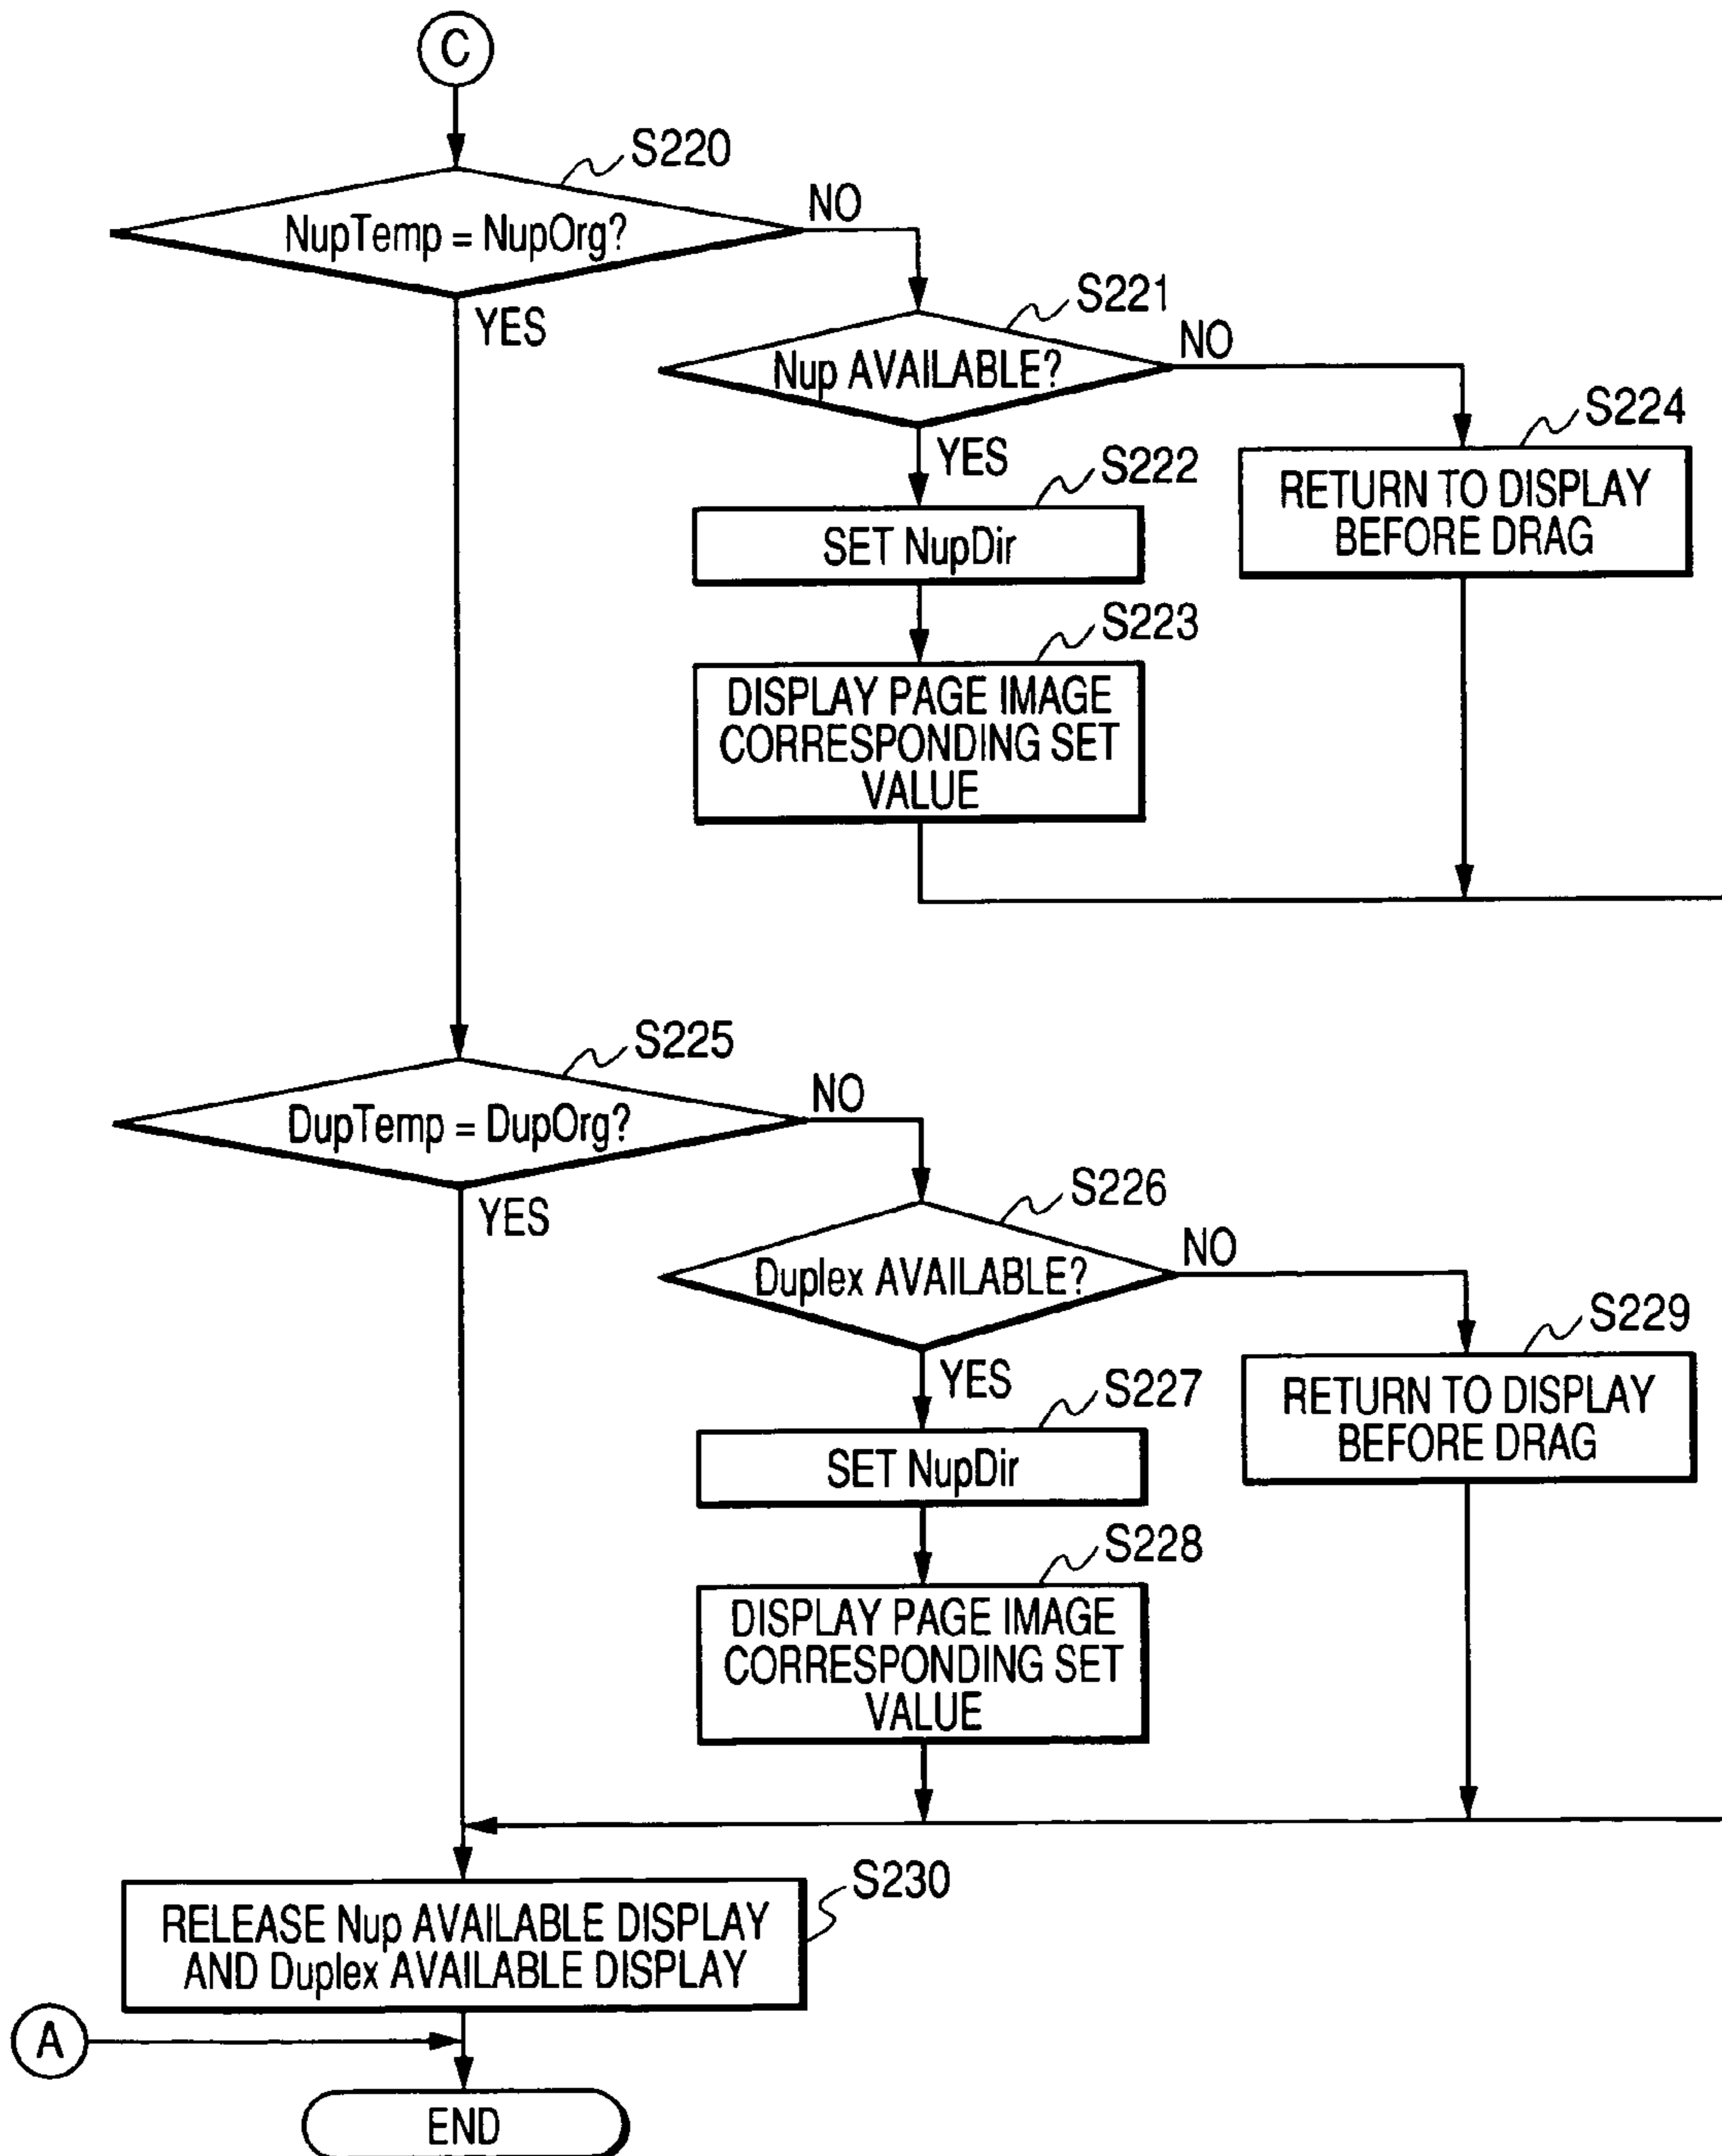 C
S220
NupTemp = NupOrg?
NO
YES
S221
Nup AVAILABLE?
NO
YES
S222
SET NupDir
S224
RETURN TO DISPLAY
BEFORE DRAG
S223
DISPLAY PAGE IMAGE
CORRESPONDING SET
VALUE
S225
DupTemp = DupOrg?
NO
YES
S226
Duplex AVAILABLE?
NO
YES
S227
SET NupDir
S229
RETURN TO DISPLAY
BEFORE DRAG
S228
DISPLAY PAGE IMAGE
CORRESPONDING SET
VALUE
S230
RELEASE Nup AVAILABLE DISPLAY
AND Duplex AVAILABLE DISPLAY
A
END